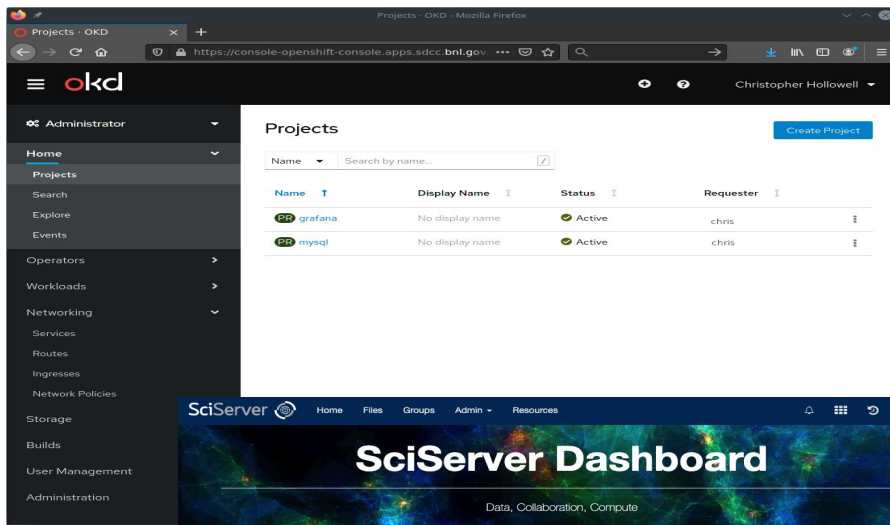 Projects · OKD - Mozilla Firefox
Projects · OKD
https://console-openshift-console.apps.sdcc.bnl.gov
okd
Christopher Hollowell
Administrator
Projects
Create Project
Home
Name Search by name... /
Projects
Search
Name Display Name Status Requester
Explore
PR grafana No display name Active chris
Events
PR mysql No display name Active chris
Operators
Workloads
Networking
Services
Routes
Ingresses
Network Policies
SciServer Home Files Groups Admin Resources
Storage
Builds
SciServer Dashboard
User Management
Administration
Data, Collaboration, Compute